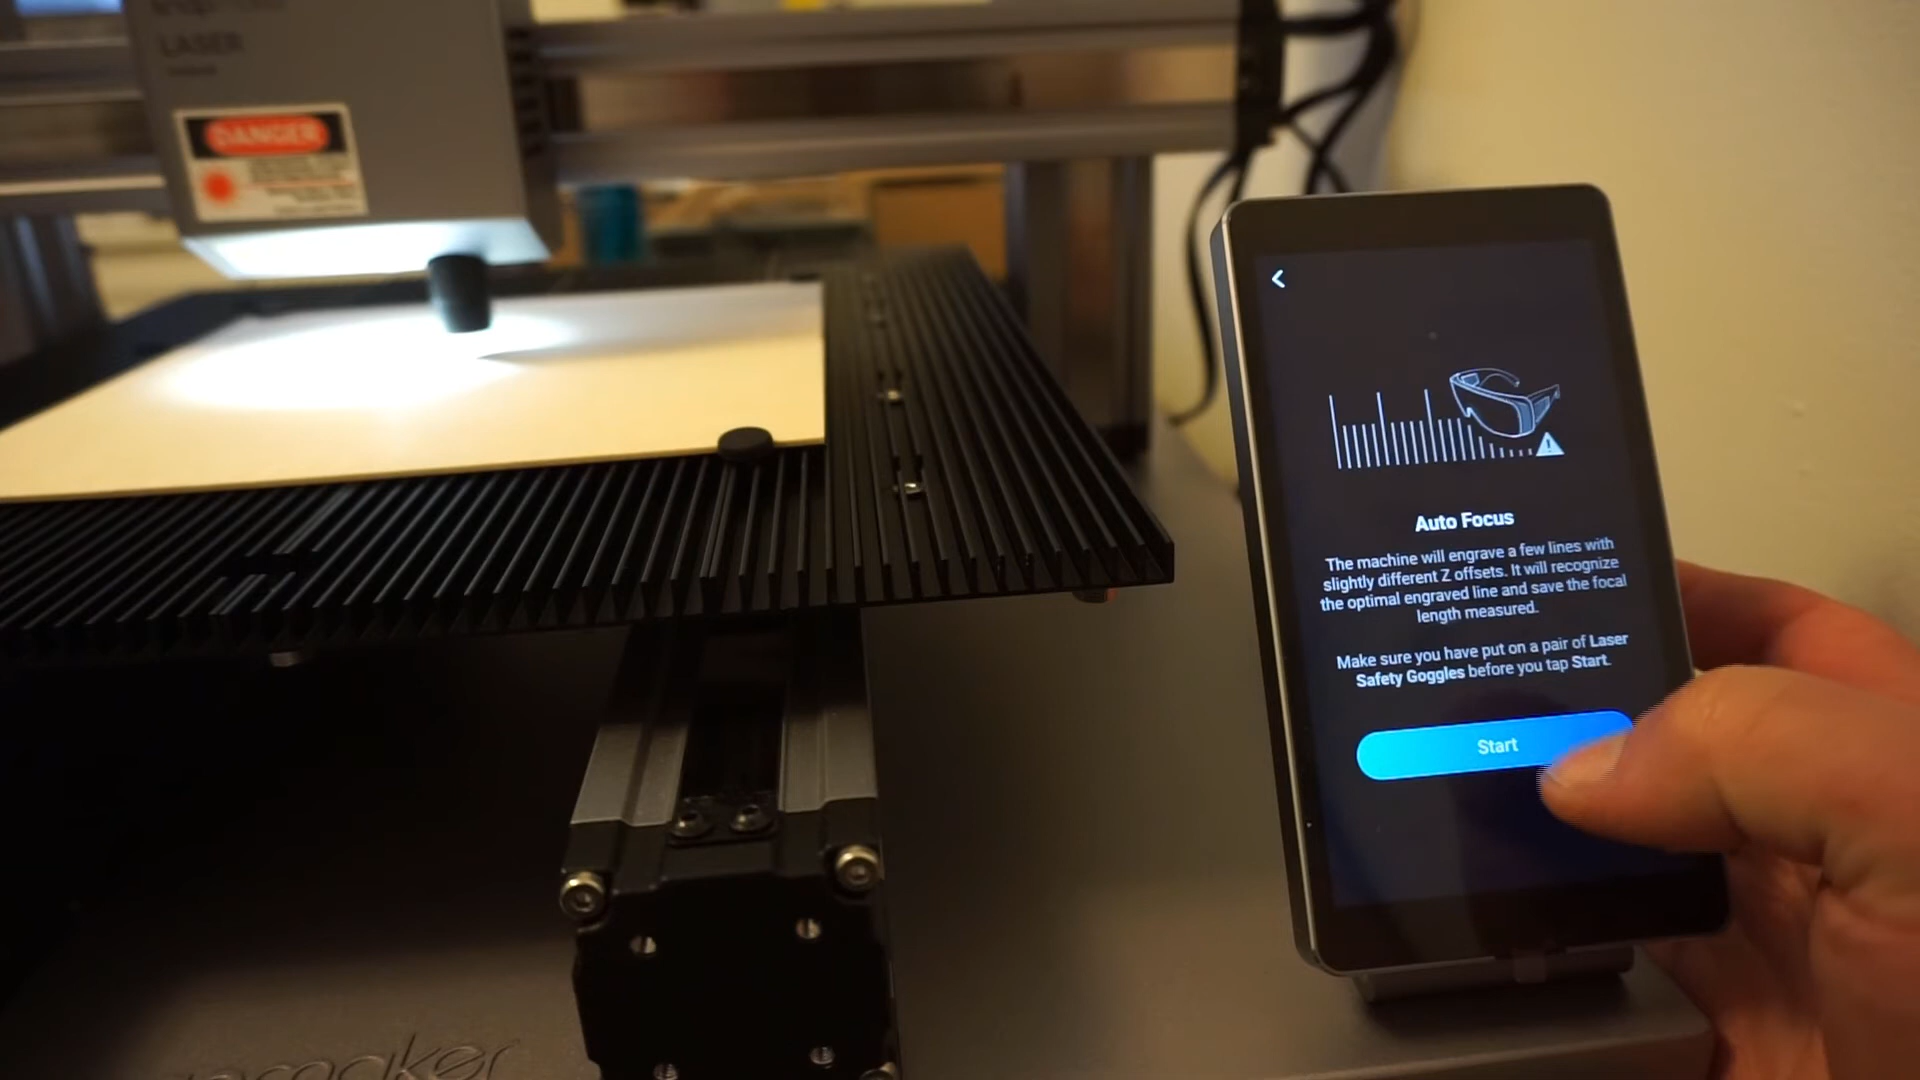 LASER
DANGER
Auto Focus
The machine will engrave a few lines with
slightly different Z offsets. It will recognize
the optimal engraved line and save the focal
length measured.
Make sure you have put on a pair of Laser
Safety Goggles before you tap Start.
Start